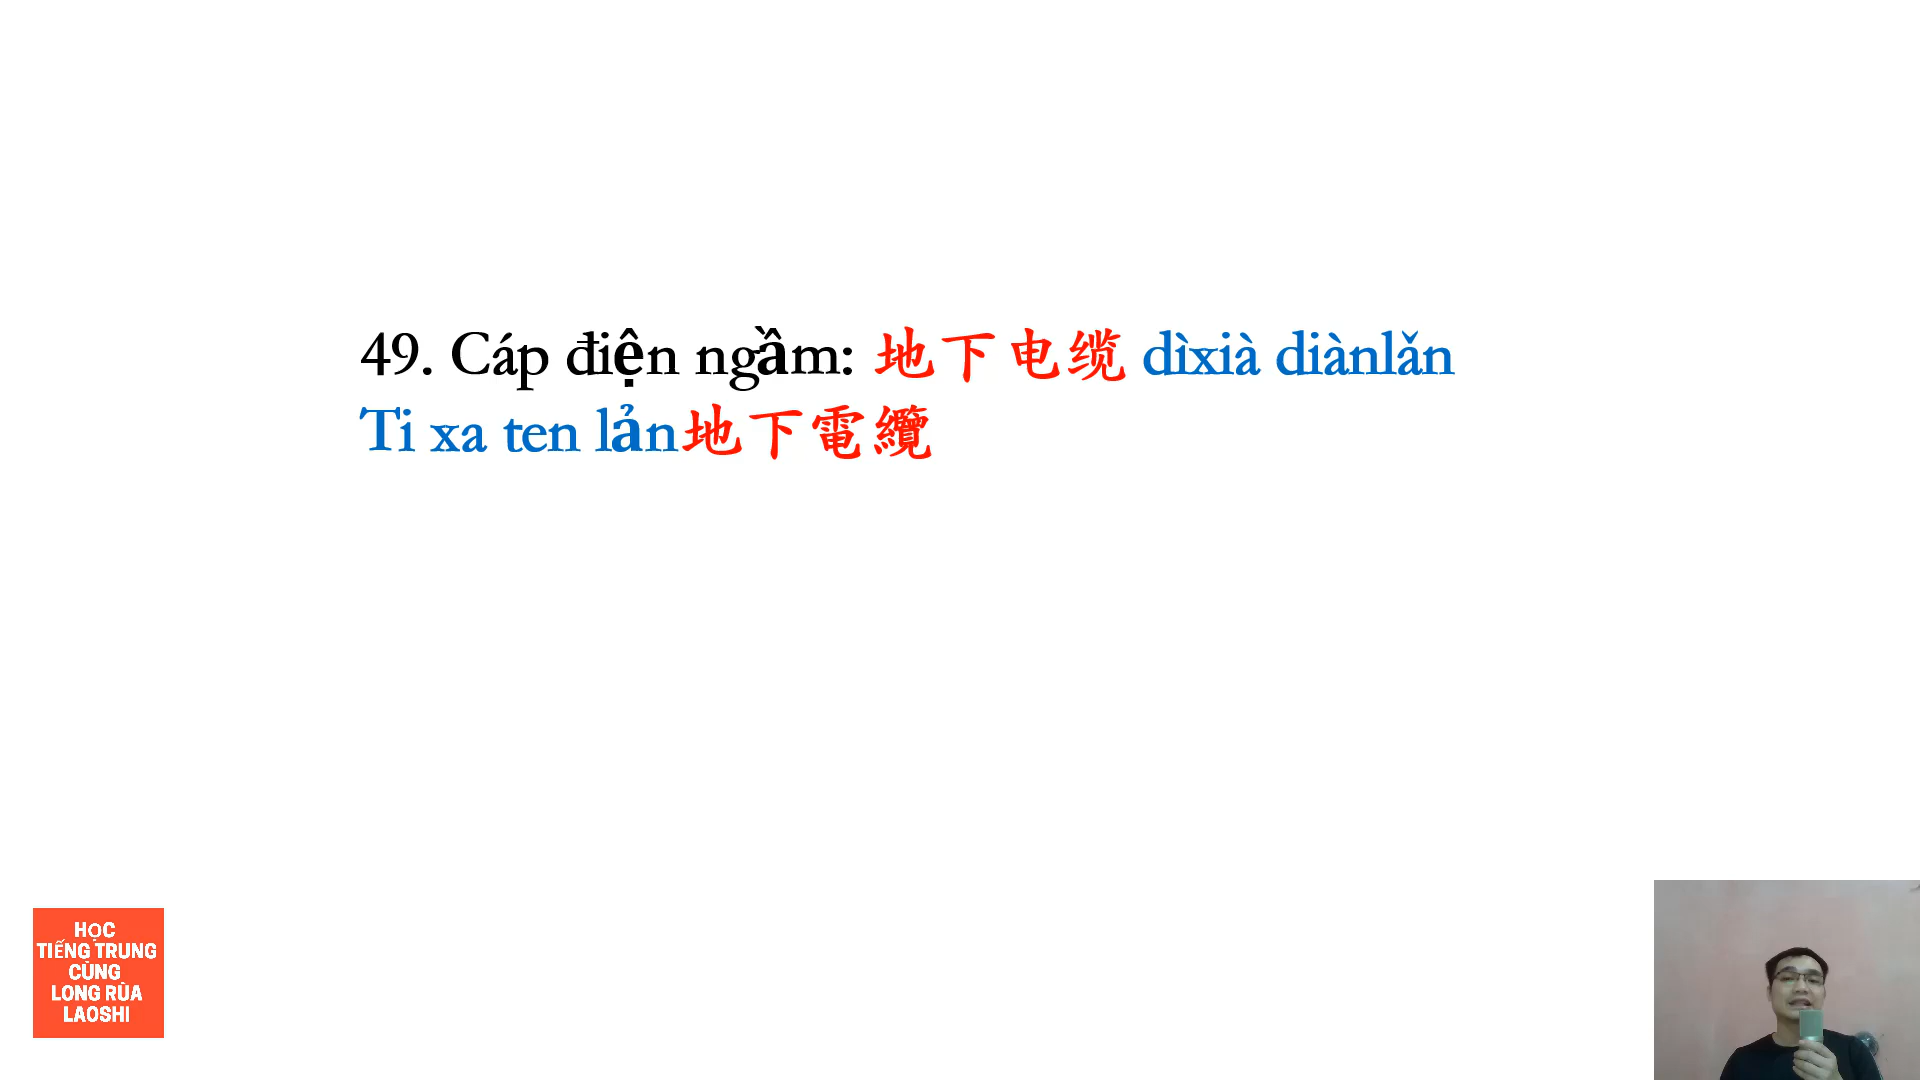 49. Cáp điện ngầm: 地下电缆 dìxià diànlǎn
Ti xa ten lản地下電纜
HỌC
TIẾNG TRUNG
CÙNG
LONG RÙA
LAOSHI